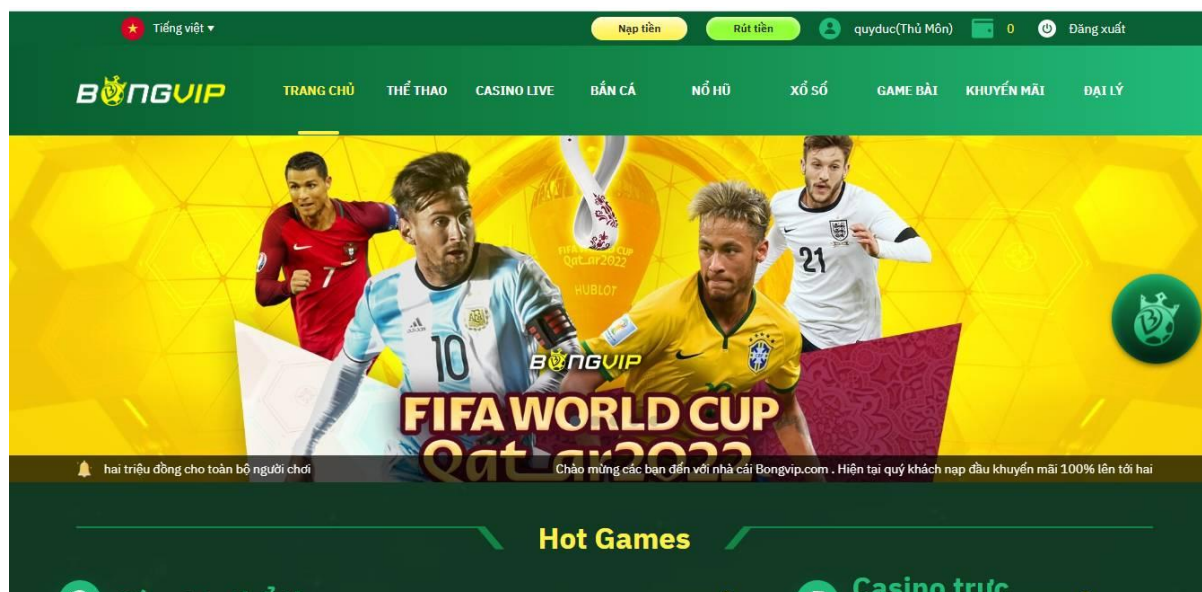 Tiếng việt
Nạp tiền
Rút tiền
quyduc(Thủ Môn)
0
Đăng xuất
BONGVIP
TRANG CHỦ
THỂ THAO
CASINO LIVE
BẮN CÁ
NỔ HŨ
XỔ SỐ
GAME BÀI
KHUYẾN MÃI
ĐẠI LÝ
FIFA WORLD CUP
Qatar2022
HUBLOT
7
10
21
BONGVIP
FIFA WORLD CUP
Qatar2022
hai triệu đồng cho toàn bộ người chơi
Chào mừng các bạn đến với nhà cái Bongvip.com . Hiện tại quý khách nạp đầu khuyến mãi 100% lên tới hai
Hot Games
Casino trực